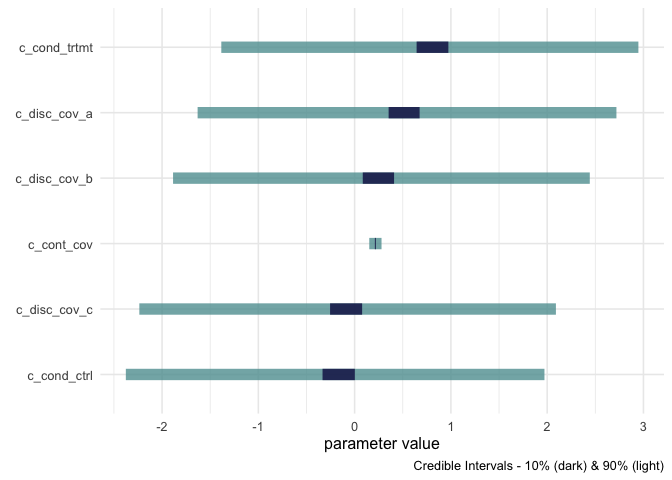 c_cond_trtmt
c_disc_cov_a
c_disc_cov_b
c_cont_cov
c_disc_cov_c
c_cond_ctrl
-2 -1 0 1 2 3
parameter value
Credible Intervals - 10% (dark) & 90% (light)